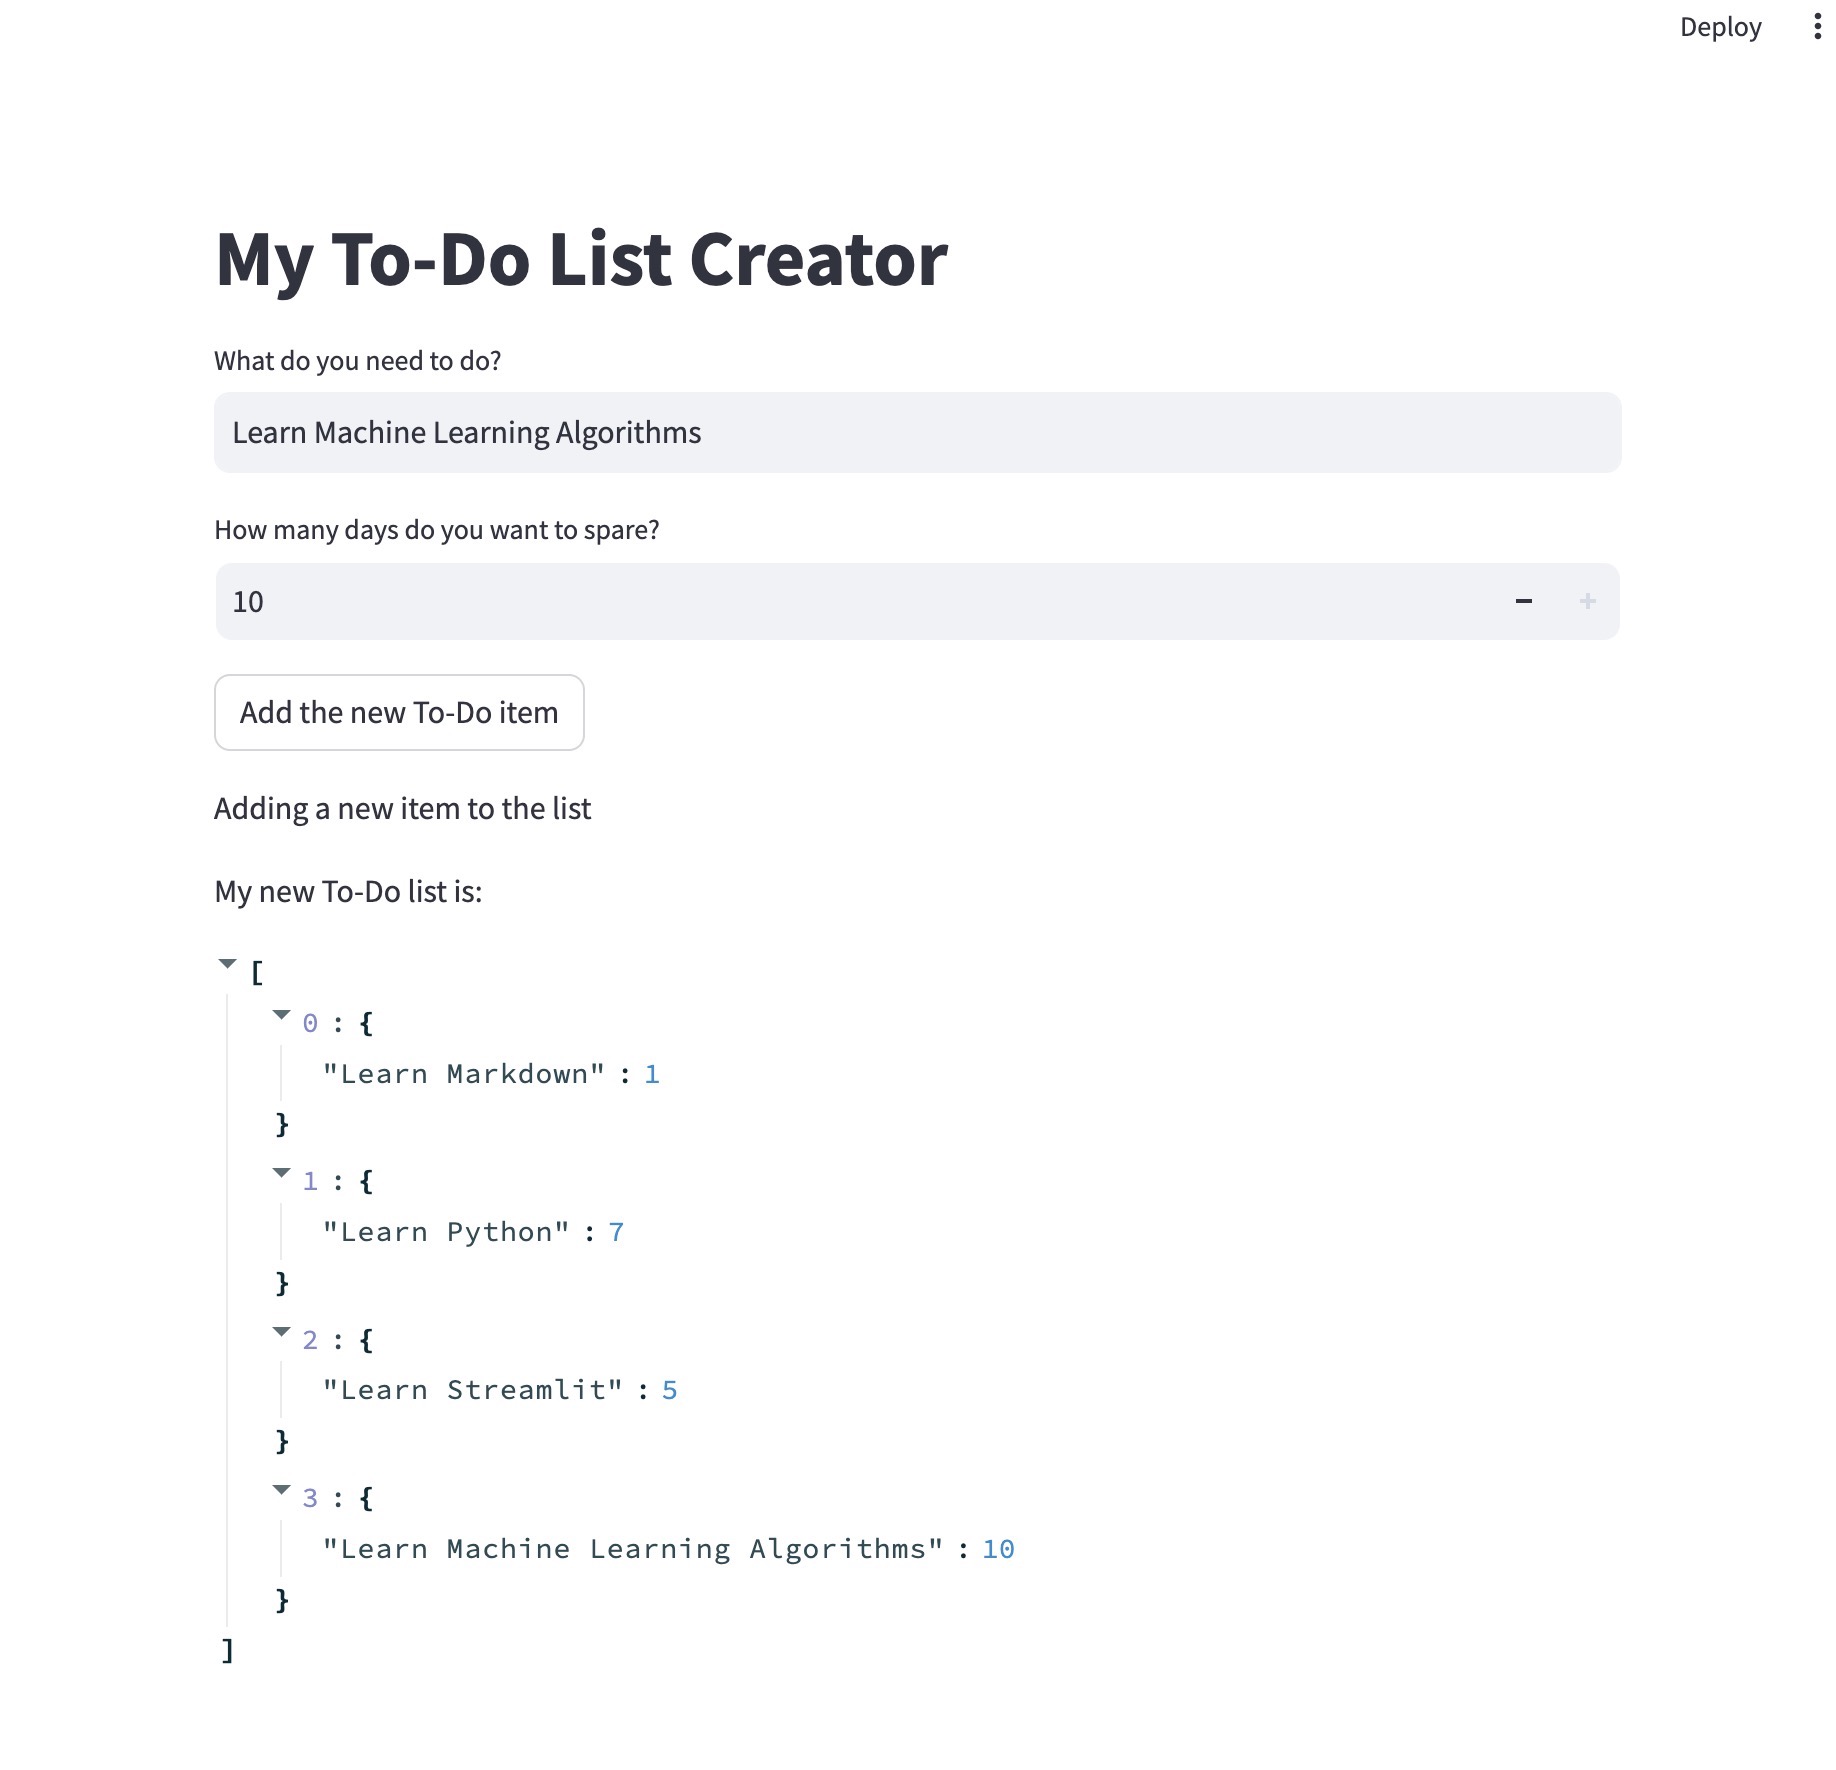 Deploy
My To-Do List Creator
What do you need to do?
Learn Machine Learning Algorithms
How many days do you want to spare?
10
Add the new To-Do item
Adding a new item to the list
My new To-Do list is:
[
0 : {
"Learn Markdown" : 1
}
1 : {
"Learn Python" : 7
}
2 : {
"Learn Streamlit" : 5
}
3 : {
"Learn Machine Learning Algorithms" : 10
}
]